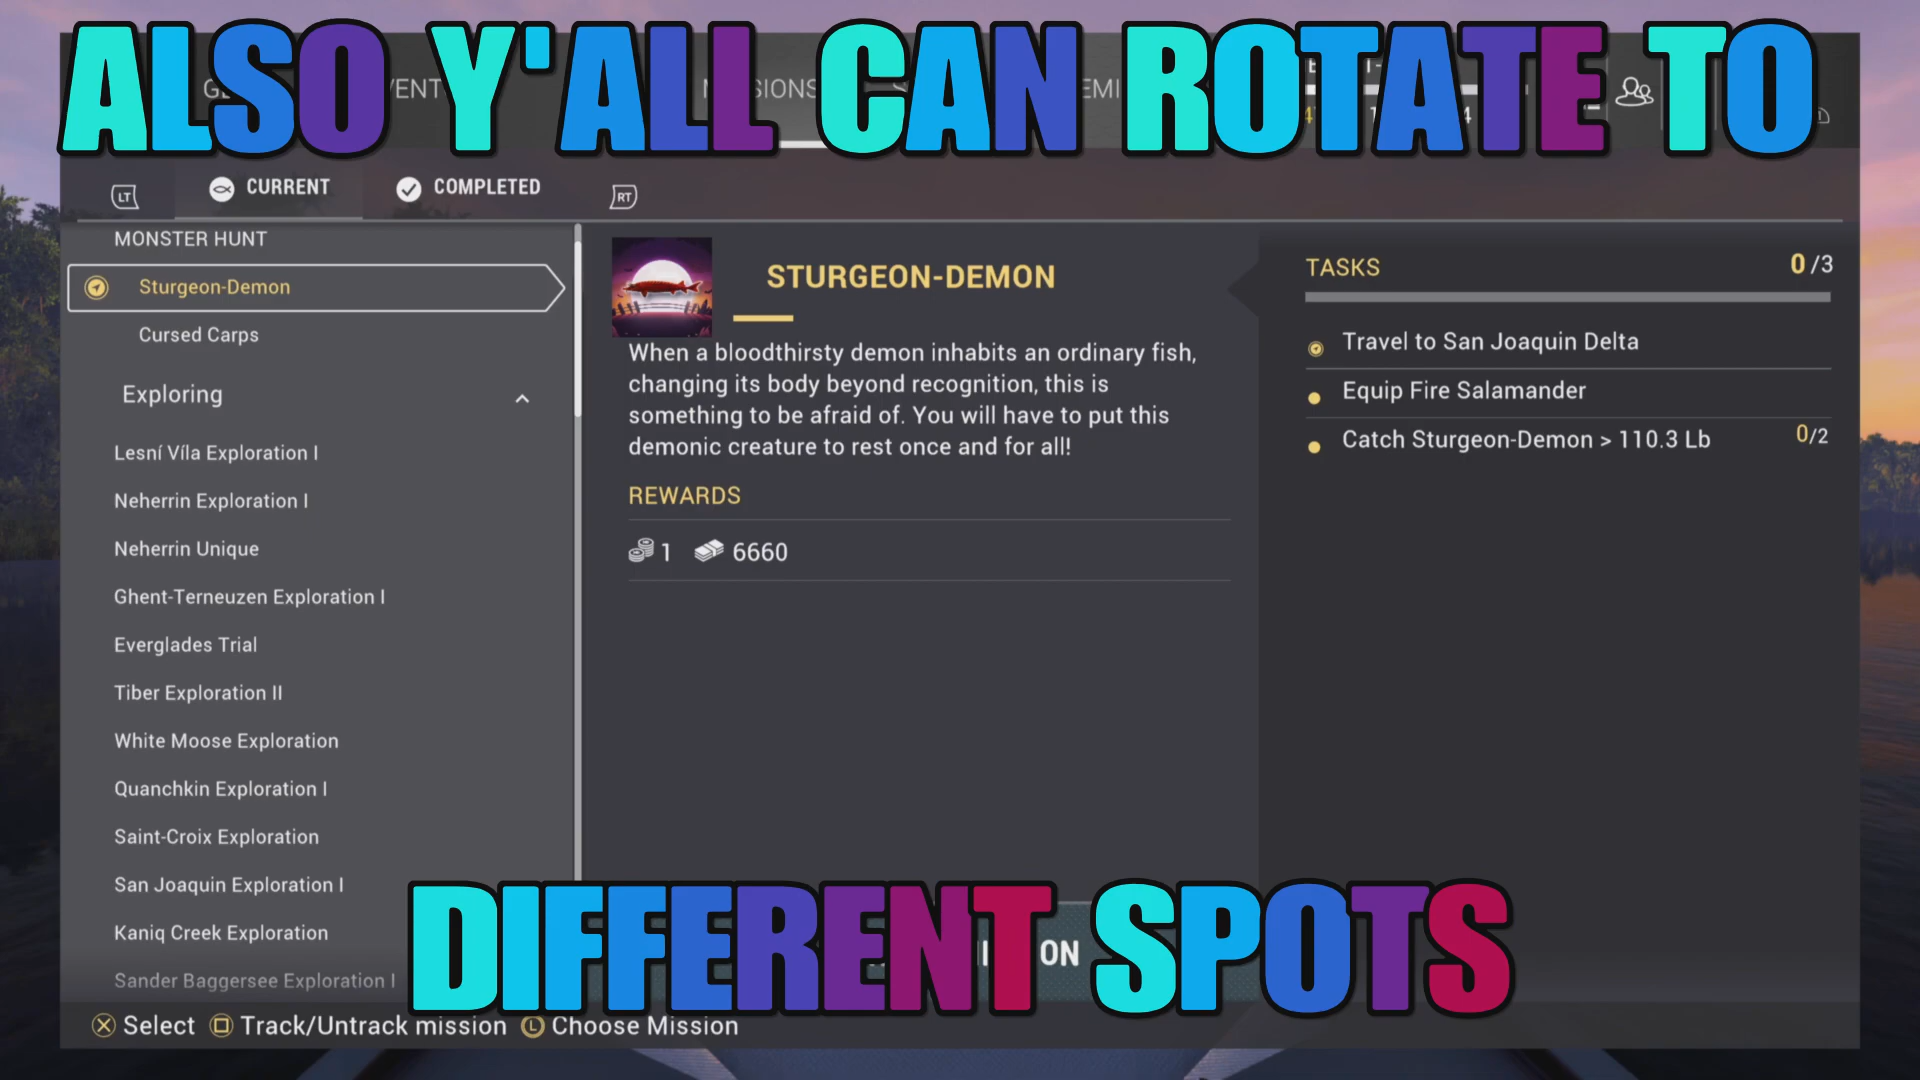 ALSO Y'ALL CAN ROTATE TO
LT
CURRENT
COMPLETED
RT
MONSTER HUNT
Sturgeon-Demon
Cursed Carps
Exploring
Lesní Víla Exploration I
Neherrin Exploration I
Neherrin Unique
Ghent-Terneuzen Exploration I
Everglades Trial
Tiber Exploration II
White Moose Exploration
Quanchkin Exploration I
Saint-Croix Exploration
San Joaquin Exploration I
Kaniq Creek Exploration
Sander Baggersee Exploration I
STURGEON-DEMON
When a bloodthirsty demon inhabits an ordinary fish,
changing its body beyond recognition, this is
something to be afraid of. You will have to put this
demonic creature to rest once and for all!
REWARDS
1 6660
TASKS 0/3
Travel to San Joaquin Delta
Equip Fire Salamander
Catch Sturgeon-Demon > 110.3 Lb 0/2
DIFFERENT SPOTS
Select Track/Untrack mission L Choose Mission